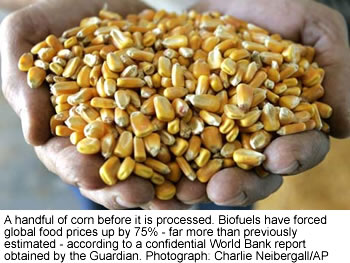 A handful of corn before it is processed. Biofuels have forced
global food prices up by 75% - far more than previously
estimated - according to a confidential World Bank report
obtained by the Guardian. Photograph: Charlie Neibergall/AP